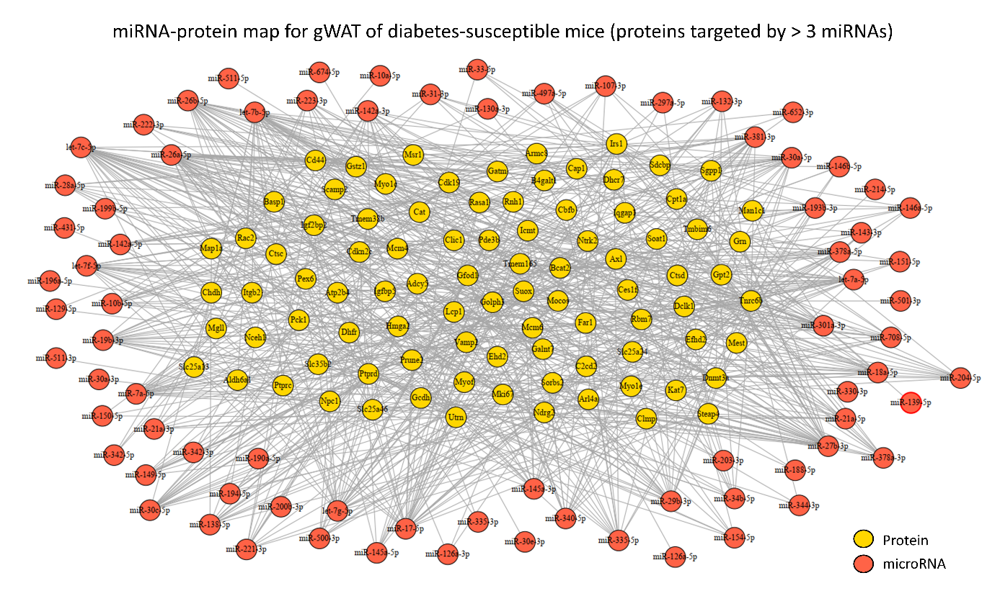 miRNA-protein map for gWAT of diabetes-susceptible mice (proteins targeted by > 3 miRNAs)
miR-33-5p
miR-674-5p
miR-10a-5p
miR-511-5p
miR-107-3p
miR-31-3p
miR-497a-5p
miR-26b-5p
miR-223-3p
miR-297a-5p
miR-132-3p
let-7b-5p
miR-142a-3p
miR-130a-3p
miR-652-3p
miR-222-3p
miR-381-3p
let-7c-5p
Irs1
miR-26a-5p
Msr1
Armc8
miR-30a-5p
Cd44
Gstz1
Gatm
Cap1
Sdcbp
Sgpp1
miR-146b-5p
miR-28a-5p
Scamp2
Myo1c
Cdk19
B4galt1
Dhcr7
miR-214-5p
miR-199b-5p
Basp1
Cat
Rasa1
Rnh1
Cbfb
Iqgap1
Cpt1a
Man1c1
miR-193b-3p
miR-146a-5p
miR-431-5p
Igf2bp2
Tmem38b
Icmt
Tmbim6
miR-143-3p
miR-142a-5p
Map1a
Rac2
Ctsc
Cdkn2c
Mcm4
Clic1
Pde3b
Ntrk2
Soat1
Grn
miR-378a-5p
let-7f-5p
Tmem165
Bcat2
Axl
miR-151-5p
miR-196a-5p
Pex6
Adcy5
Gfod1
Ctsd
Gpt2
let-7a-5p
miR-129-5p
miR-10b-5p
Chdh
Itgb2
Atp2b4
Igfbp5
Golph3
Suox
Mocos
Ces1f
Dclk1
Tnrc6b
miR-501-3p
Mgll
Pck1
Hmga2
Lcp1
Mcm6
Far1
Rbm7
miR-301a-3p
miR-19b-3p
Nceh1
Dhfr
Vamp2
Galnt7
Slc25a24
Efhd2
Mest
miR-708-5p
miR-511-3p
Slc25a13
Slc35b2
Prune2
Ehd2
C2cd2
miR-18a-5p
miR-30a-3p
Aldh6a1
Ptprc
Ptprd
Myof
Sorbs2
Myo1e
Kat7
Dnmt3a
miR-204-5p
miR-7a-5p
Npc1
Gcdh
Mki67
Arl4a
miR-330-3p
miR-139-5p
miR-150-5p
Slc25a46
Utrn
Ndrg2
Clmp
Steap4
miR-21a-5p
miR-21a-3p
miR-342-5p
miR-342-3p
miR-190a-5p
miR-27b-3p
miR-378a-3p
miR-149-5p
miR-203-3p
miR-188-5p
miR-194-5p
miR-145a-3p
miR-30c-5p
miR-200b-3p
let-7g-5p
miR-29b-3p
miR-34b-5p
miR-344-3p
miR-138-5p
miR-500-3p
miR-17-5p
miR-335-3p
miR-340-5p
miR-221-3p
miR-145a-5p
miR-126a-3p
miR-30e-3p
miR-335-5p
miR-126a-5p
miR-154-5p
Protein
microRNA